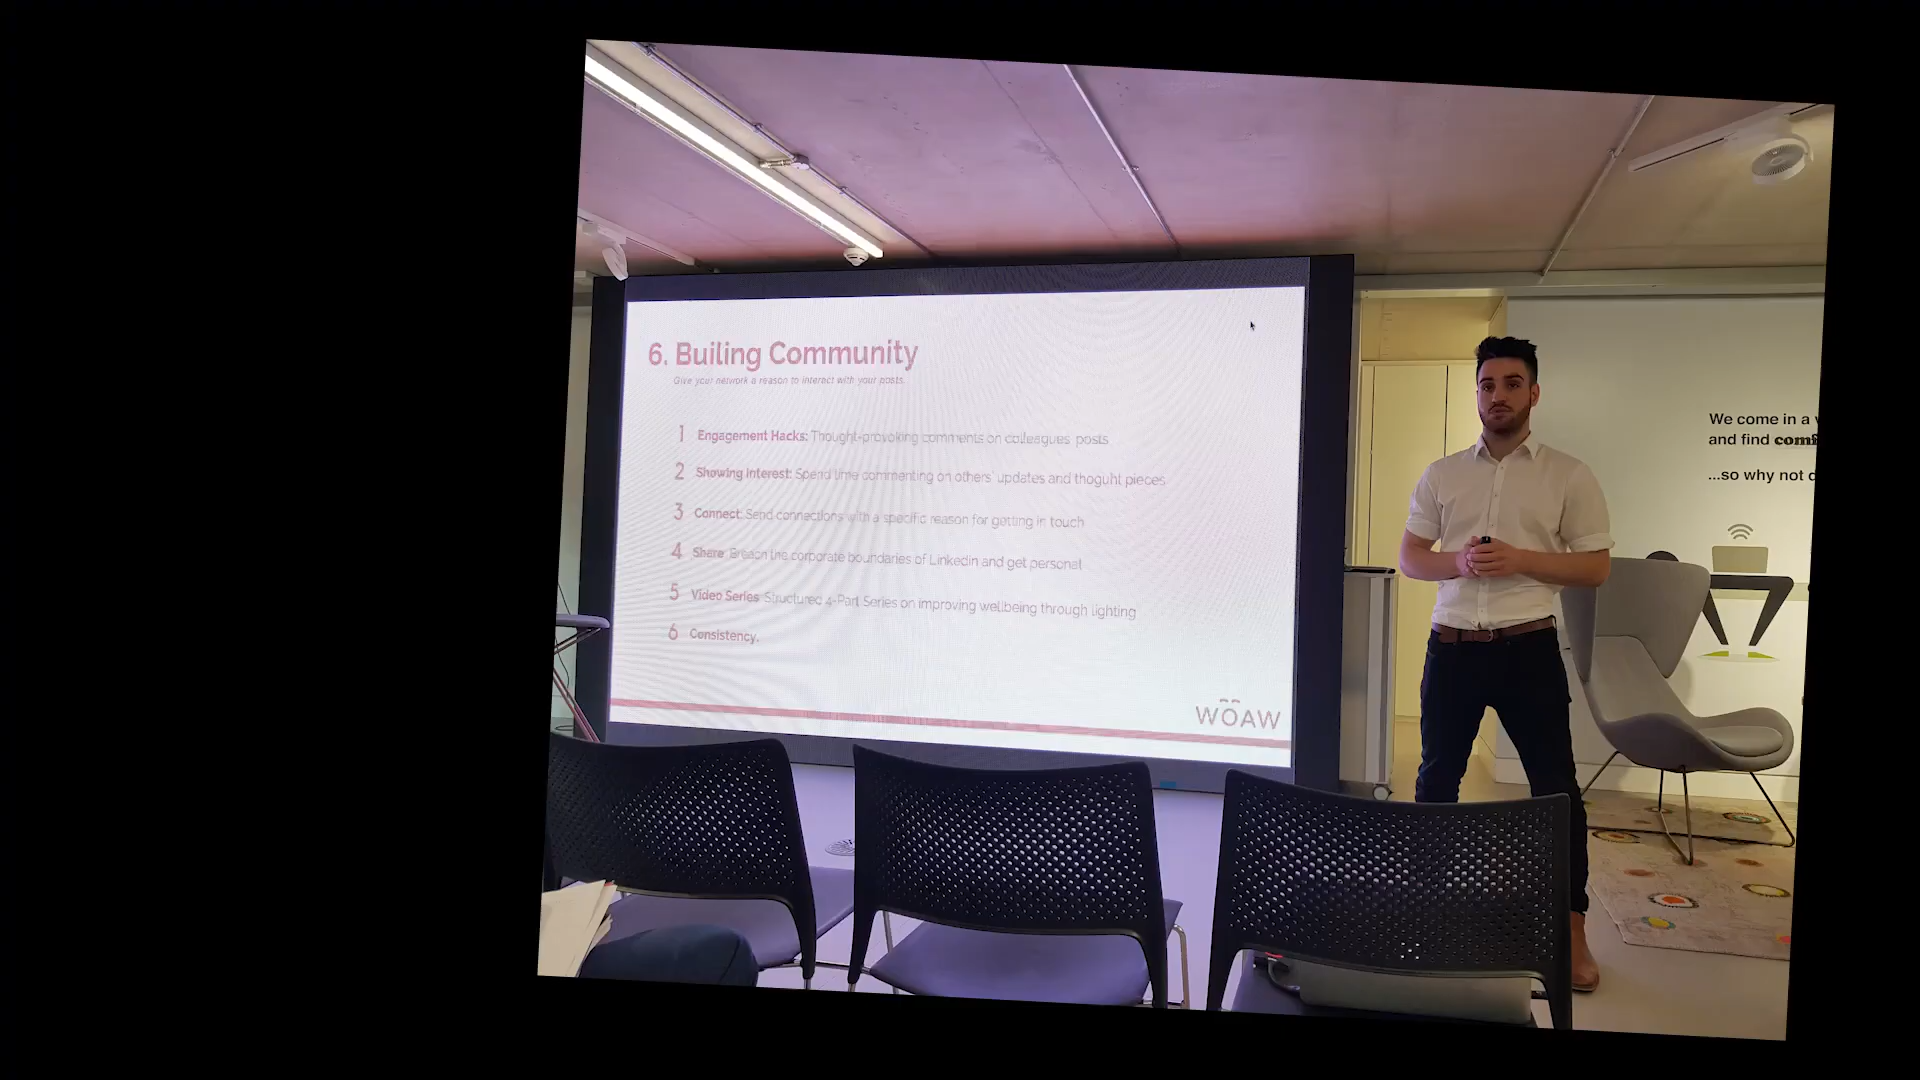 6. Builing Community
Give your network a reason to interact with your posts.
1 Engagement Hacks: Thought-provoking comments on colleagues posts
2 Showing Interest: Spend time commenting on others' updates and thoguht pieces
3 Connect: Send connections with a specific reason for getting in touch
4 Share: Breach the corporate boundaries of Linkedin and get personal
5 Video Series: Structured 4-Part Series on improving wellbeing through lighting
6 Consistency.
WOAW
We come in a
and find
...so why not